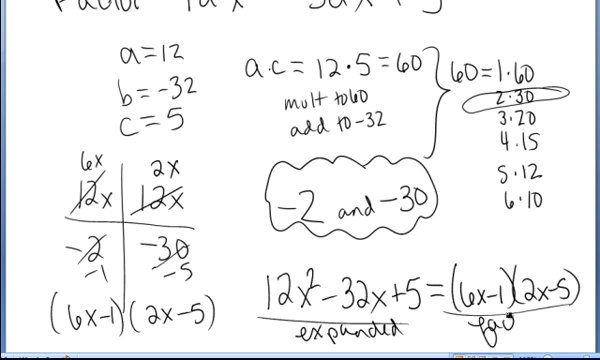 a=12
b=-32
c=5
a·c = 12·5 = 60
mult to 60
add to -32
60 = 1·60
2·30
3·20
4·15
5·12
6·10
-2 and -30
6x 2x
12x 12x
-2 -30
-1 -5
(6x-1)(2x-5)
12x²-32x+5 = (6x-1)(2x-5)
expanded fac